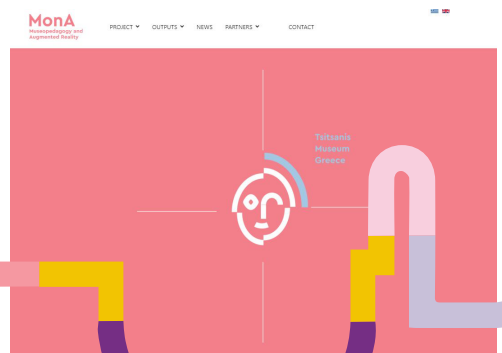 MonA
Museopedagogy and
Augmented Reality
PROJECT OUTPUTS NEWS PARTNERS CONTACT
Tsitsanis
Museum
Greece